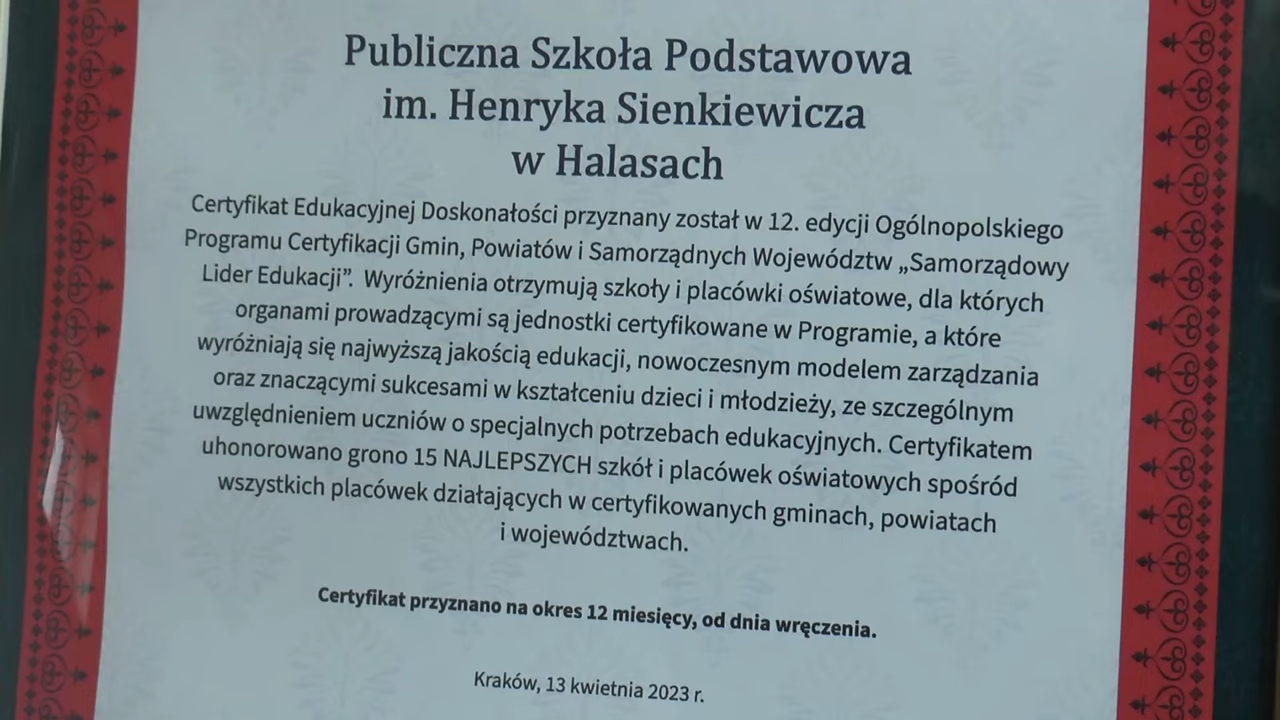 Publiczna Szkoła Podstawowa
im. Henryka Sienkiewicza
w Halasach
Certyfikat Edukacyjnej Doskonałości przyznany został w 12. edycji Ogólnopolskiego
Programu Certyfikacji Gmin, Powiatów i Samorządnych Województw „Samorządowy
Lider Edukacji”. Wyróżnienia otrzymują szkoły i placówki oświatowe, dla których
organami prowadzącymi są jednostki certyfikowane w Programie, a które
wyróżniają się najwyższą jakością edukacji, nowoczesnym modelem zarządzania
oraz znaczącymi sukcesami w kształceniu dzieci i młodzieży, ze szczególnym
uwzględnieniem uczniów o specjalnych potrzebach edukacyjnych. Certyfikatem
uhonorowano grono 15 NAJLEPSZYCH szkół i placówek oświatowych spośród
wszystkich placówek działających w certyfikowanych gminach, powiatach
i województwach.
Certyfikat przyznano na okres 12 miesięcy, od dnia wręczenia.
Kraków, 13 kwietnia 2023 r.